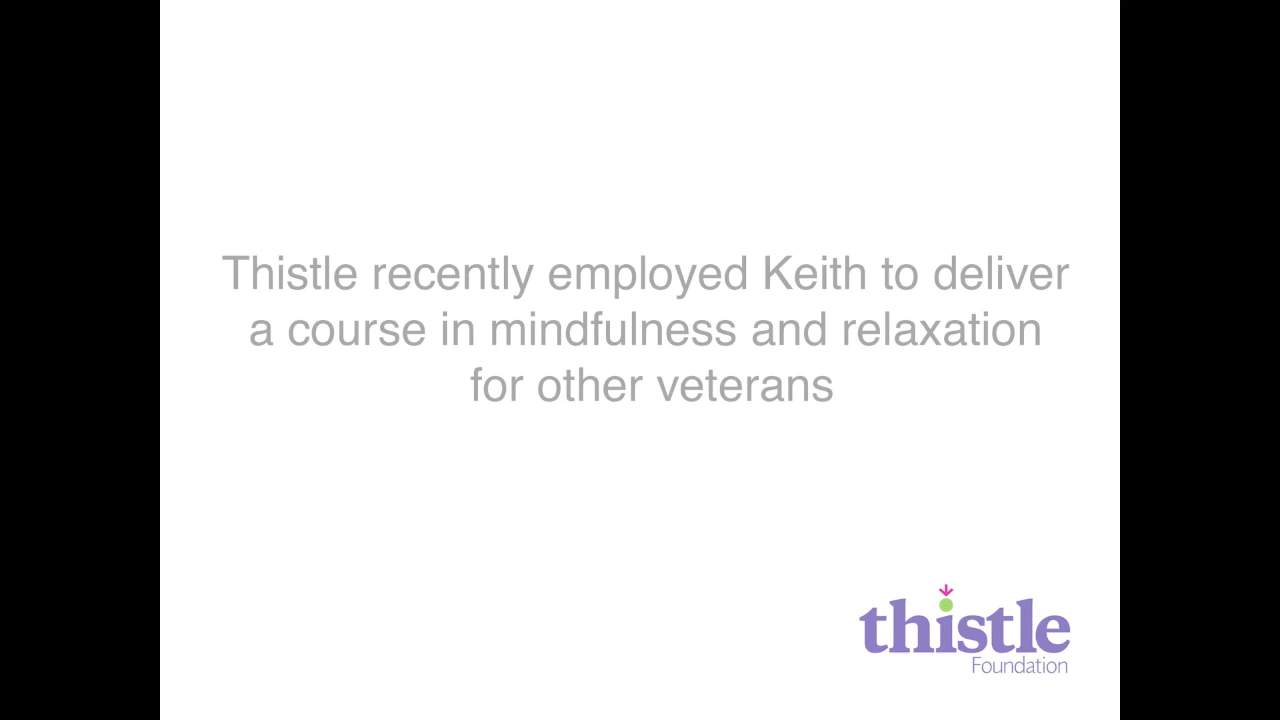 Thistle recently employed Keith to deliver
a course in mindfulness and relaxation
for other veterans
thistle
Foundation